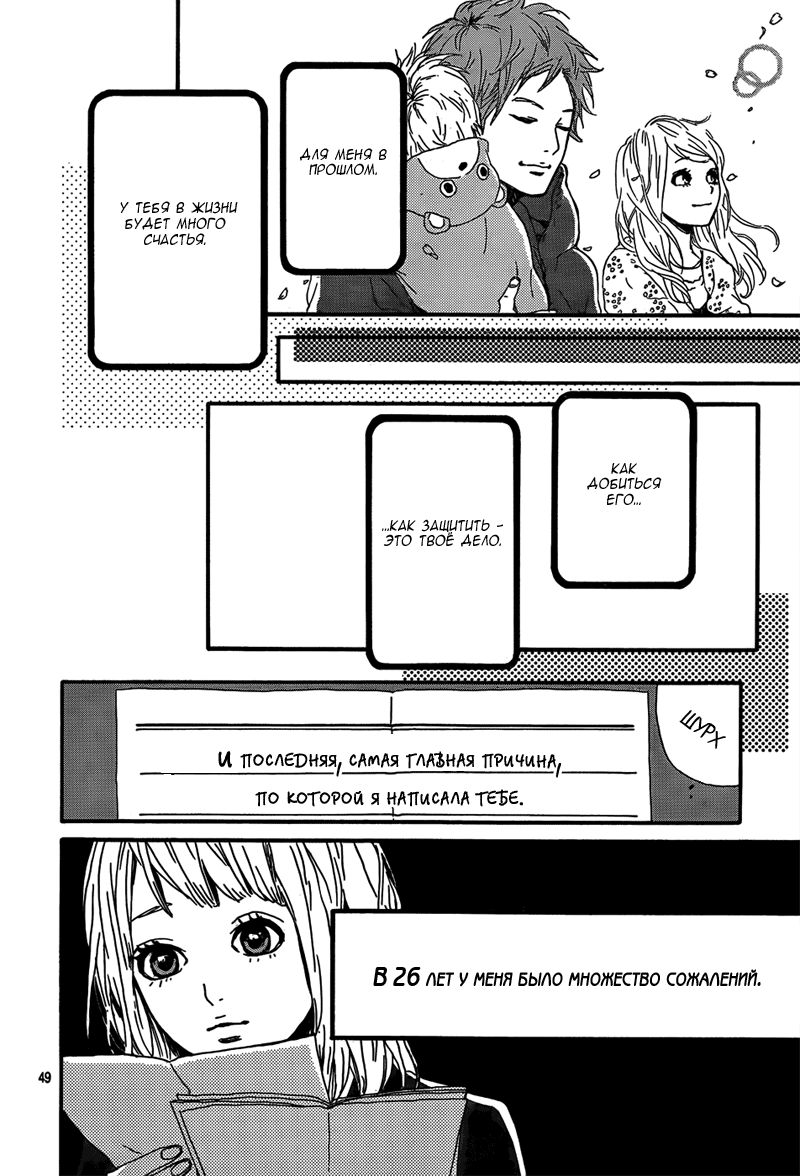 ДЛЯ МЕНЯ В
ПРОШЛОМ.
У ТЕБЯ В ЖИЗНИ
БУДЕТ МНОГО
СЧАСТЬЯ.
КАК
ДОБИТЬСЯ
ЕГО...
...КАК ЗАЩИТИТЬ -
ЭТО ТВОЁ ДЕЛО.
ШУРХ
И ПОСЛЕДНЯЯ, САМАЯ ГЛАВНАЯ ПРИЧИНА,
ПО КОТОРОЙ Я НАПИСАЛА ТЕБЕ.
В 26 ЛЕТ У МЕНЯ БЫЛО МНОЖЕСТВО СОЖАЛЕНИЙ.
49